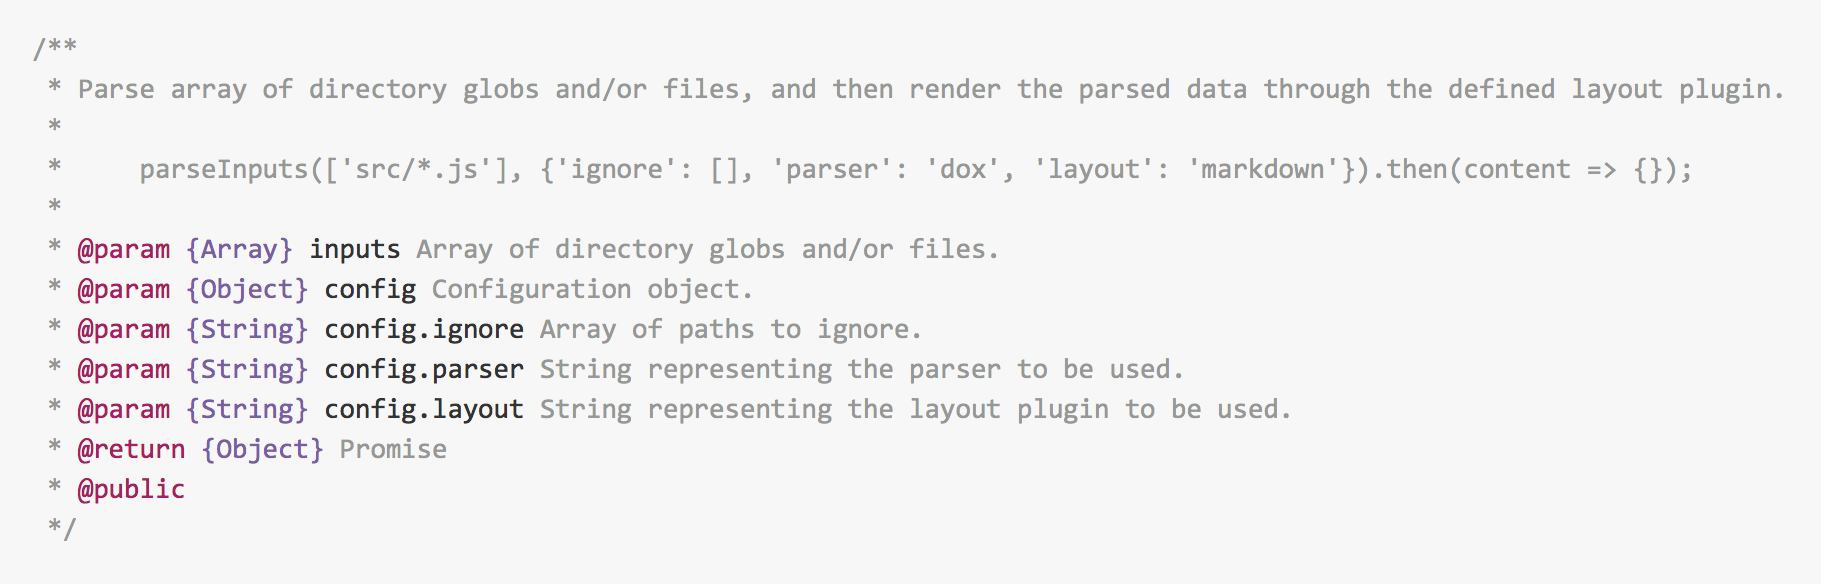 /**
 * Parse array of directory globs and/or files, and then render the parsed data through the defined layout plugin.
 *
 *     parseInputs(['src/*.js'], {'ignore': [], 'parser': 'dox', 'layout': 'markdown'}).then(content => {});
 *
 * @param {Array} inputs Array of directory globs and/or files.
 * @param {Object} config Configuration object.
 * @param {String} config.ignore Array of paths to ignore.
 * @param {String} config.parser String representing the parser to be used.
 * @param {String} config.layout String representing the layout plugin to be used.
 * @return {Object} Promise
 * @public
 */